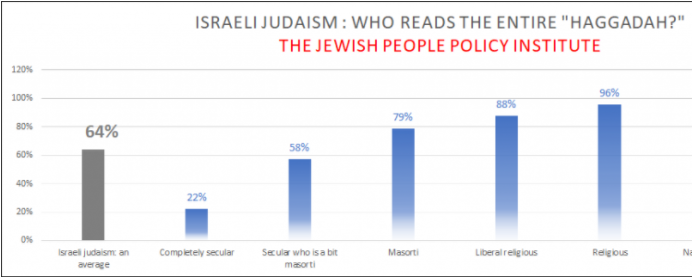 ISRAELI JUDAISM : WHO READS THE ENTIRE "HAGGADAH?"
THE JEWISH PEOPLE POLICY INSTITUTE
120%
100%
80%
60%
40%
20%
0%
64%
22%
58%
79%
88%
96%
Israeli judaism: an
average
Completely secular
Secular who is a bit
masorti
Masorti
Liberal religious
Religious